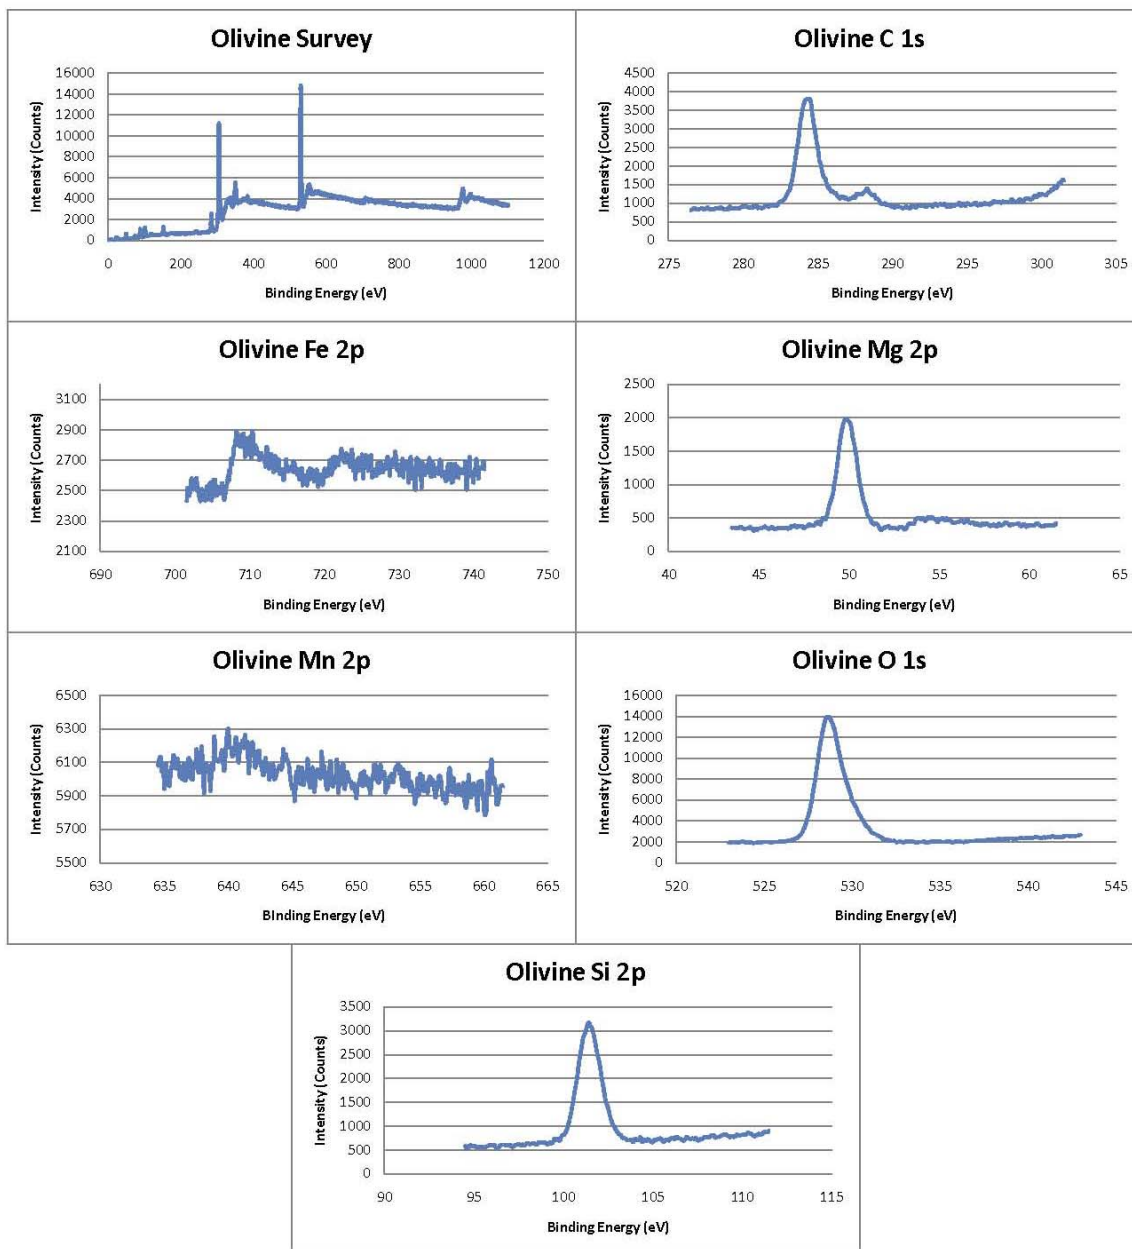 Olivine Survey
Intensity (Counts)
16000
14000
12000
10000
8000
6000
4000
2000
0
0 200 400 600 800 1000 1200
Binding Energy (eV)
Olivine C 1s
Intensity (Counts)
4500
4000
3500
3000
2500
2000
1500
1000
500
0
275 280 285 290 295 300 305
Binding Energy (eV)
Olivine Fe 2p
Intensity (Counts)
3100
2900
2700
2500
2300
2100
690 700 710 720 730 740 750
Binding Energy (eV)
Olivine Mg 2p
Intensity (Counts)
2500
2000
1500
1000
500
0
40 45 50 55 60 65
Binding Energy (eV)
Olivine Mn 2p
Intensity (Counts)
6500
6300
6100
5900
5700
5500
630 635 640 645 650 655 660 665
BInding Energy (eV)
Olivine O 1s
Intensity (Counts)
16000
14000
12000
10000
8000
6000
4000
2000
0
520 525 530 535 540 545
Binding Energy (eV)
Olivine Si 2p
Intensity (Counts)
3500
3000
2500
2000
1500
1000
500
0
90 95 100 105 110 115
Binding Energy (eV)